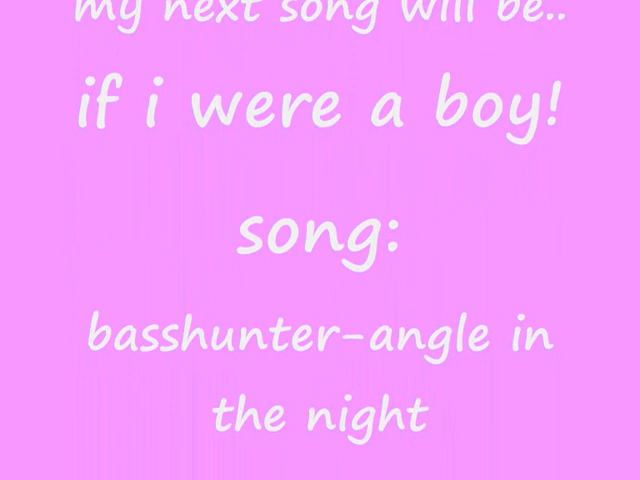 my next song will be..
if i were a boy!
song:
basshunter-angle in
the night